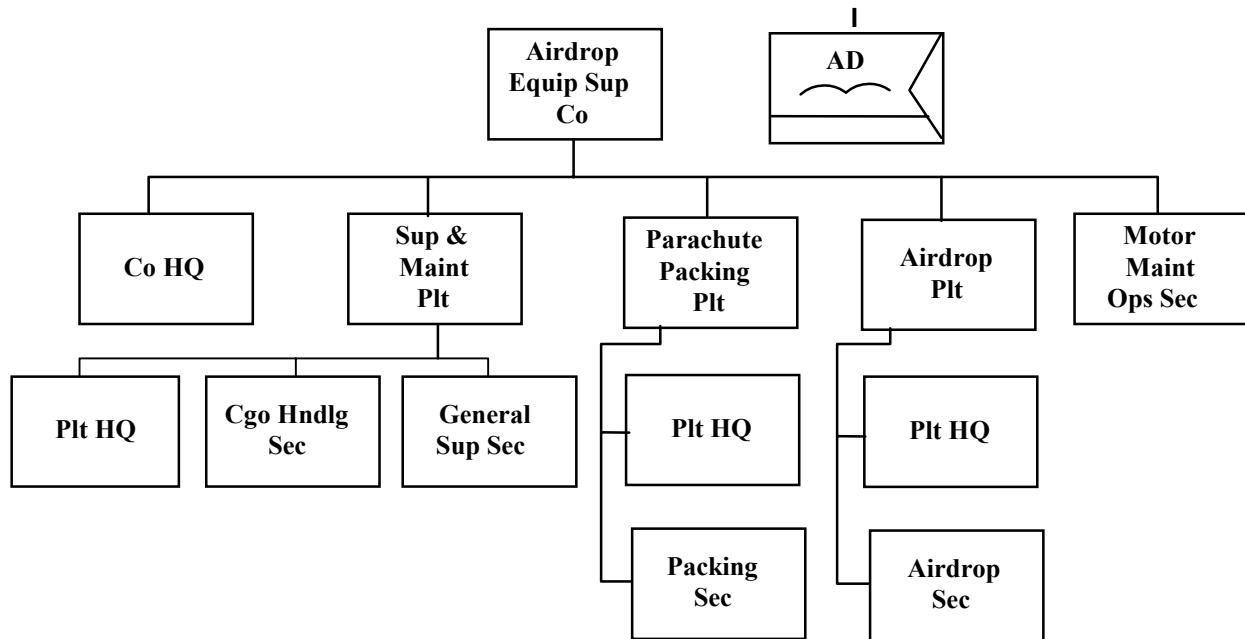 I
Airdrop
Equip Sup
Co
AD
Co HQ
Sup &
Maint
Plt
Parachute
Packing
Plt
Airdrop
Plt
Motor
Maint
Ops Sec
Plt HQ
Cgo Hndlg
Sec
General
Sup Sec
Plt HQ
Plt HQ
Packing
Sec
Airdrop
Sec